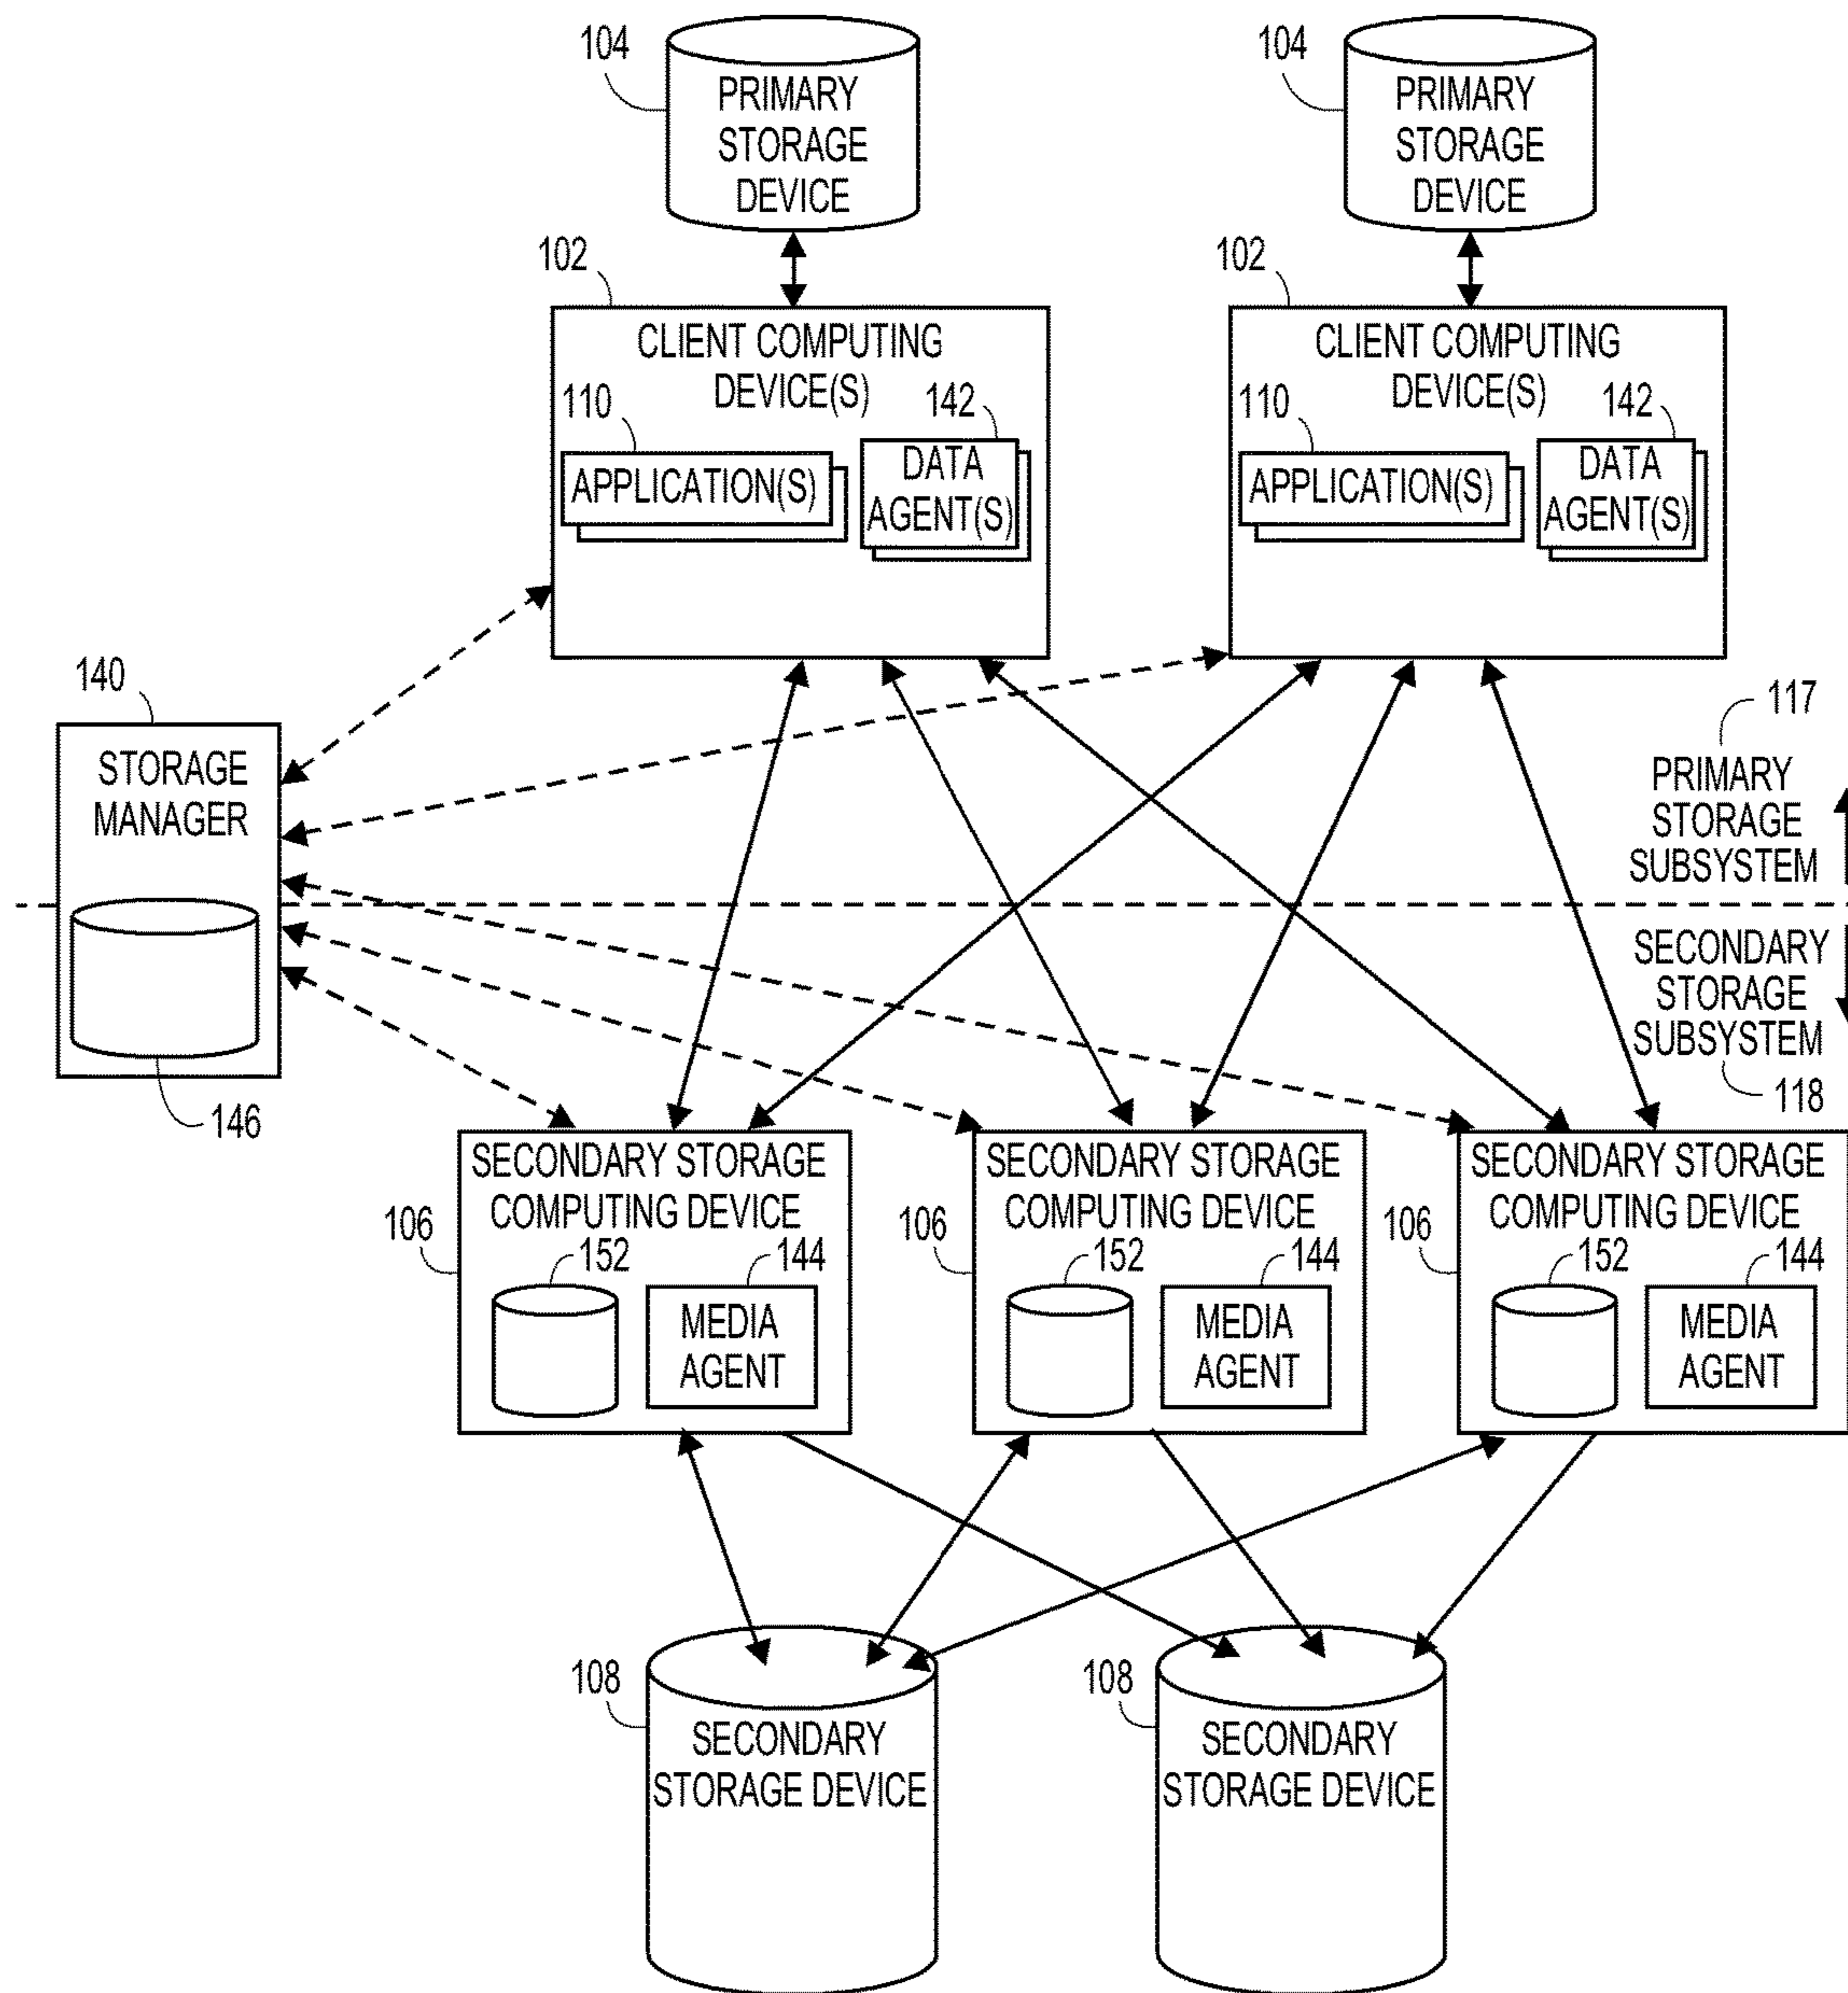 104
PRIMARY
STORAGE
DEVICE
104
PRIMARY
STORAGE
DEVICE
102
CLIENT COMPUTING
DEVICE(S)
110
142
APPLICATION(S)
DATA
AGENT(S)
102
CLIENT COMPUTING
DEVICE(S)
110
142
APPLICATION(S)
DATA
AGENT(S)
140
STORAGE
MANAGER
146
117
PRIMARY
STORAGE
SUBSYSTEM
SECONDARY
STORAGE
SUBSYSTEM
118
SECONDARY STORAGE
COMPUTING DEVICE
106
152
144
MEDIA
AGENT
SECONDARY STORAGE
COMPUTING DEVICE
106
152
144
MEDIA
AGENT
SECONDARY STORAGE
COMPUTING DEVICE
106
152
144
MEDIA
AGENT
108
SECONDARY
STORAGE DEVICE
108
SECONDARY
STORAGE DEVICE